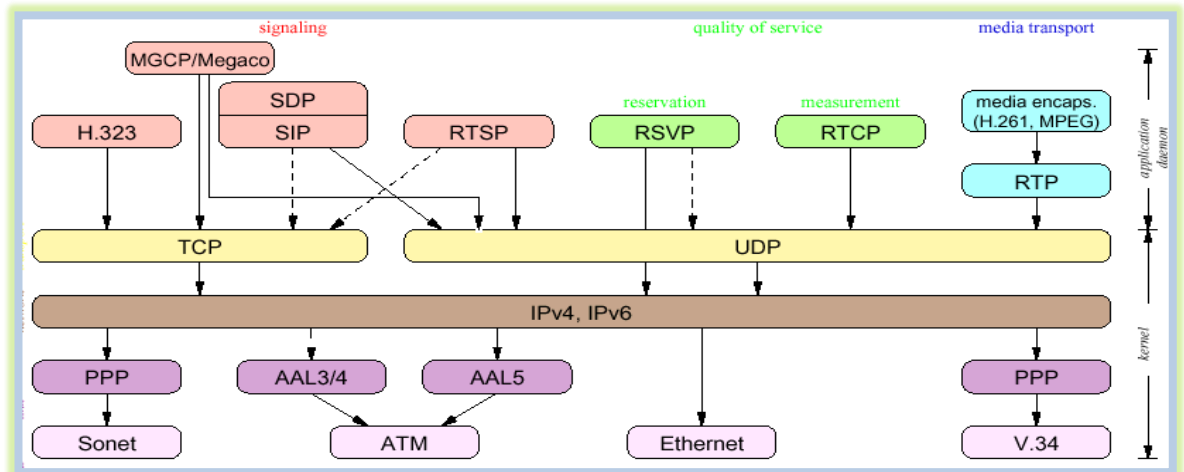 signaling
quality of service
media transport
MGCP/Megaco
SDP
SIP
reservation
measurement
media encaps.
(H.261, MPEG)
H.323
RTSP
RSVP
RTCP
RTP
application
daemon
TCP
UDP
IPv4, IPv6
kernel
PPP
AAL3/4
AAL5
PPP
Sonet
ATM
Ethernet
V.34